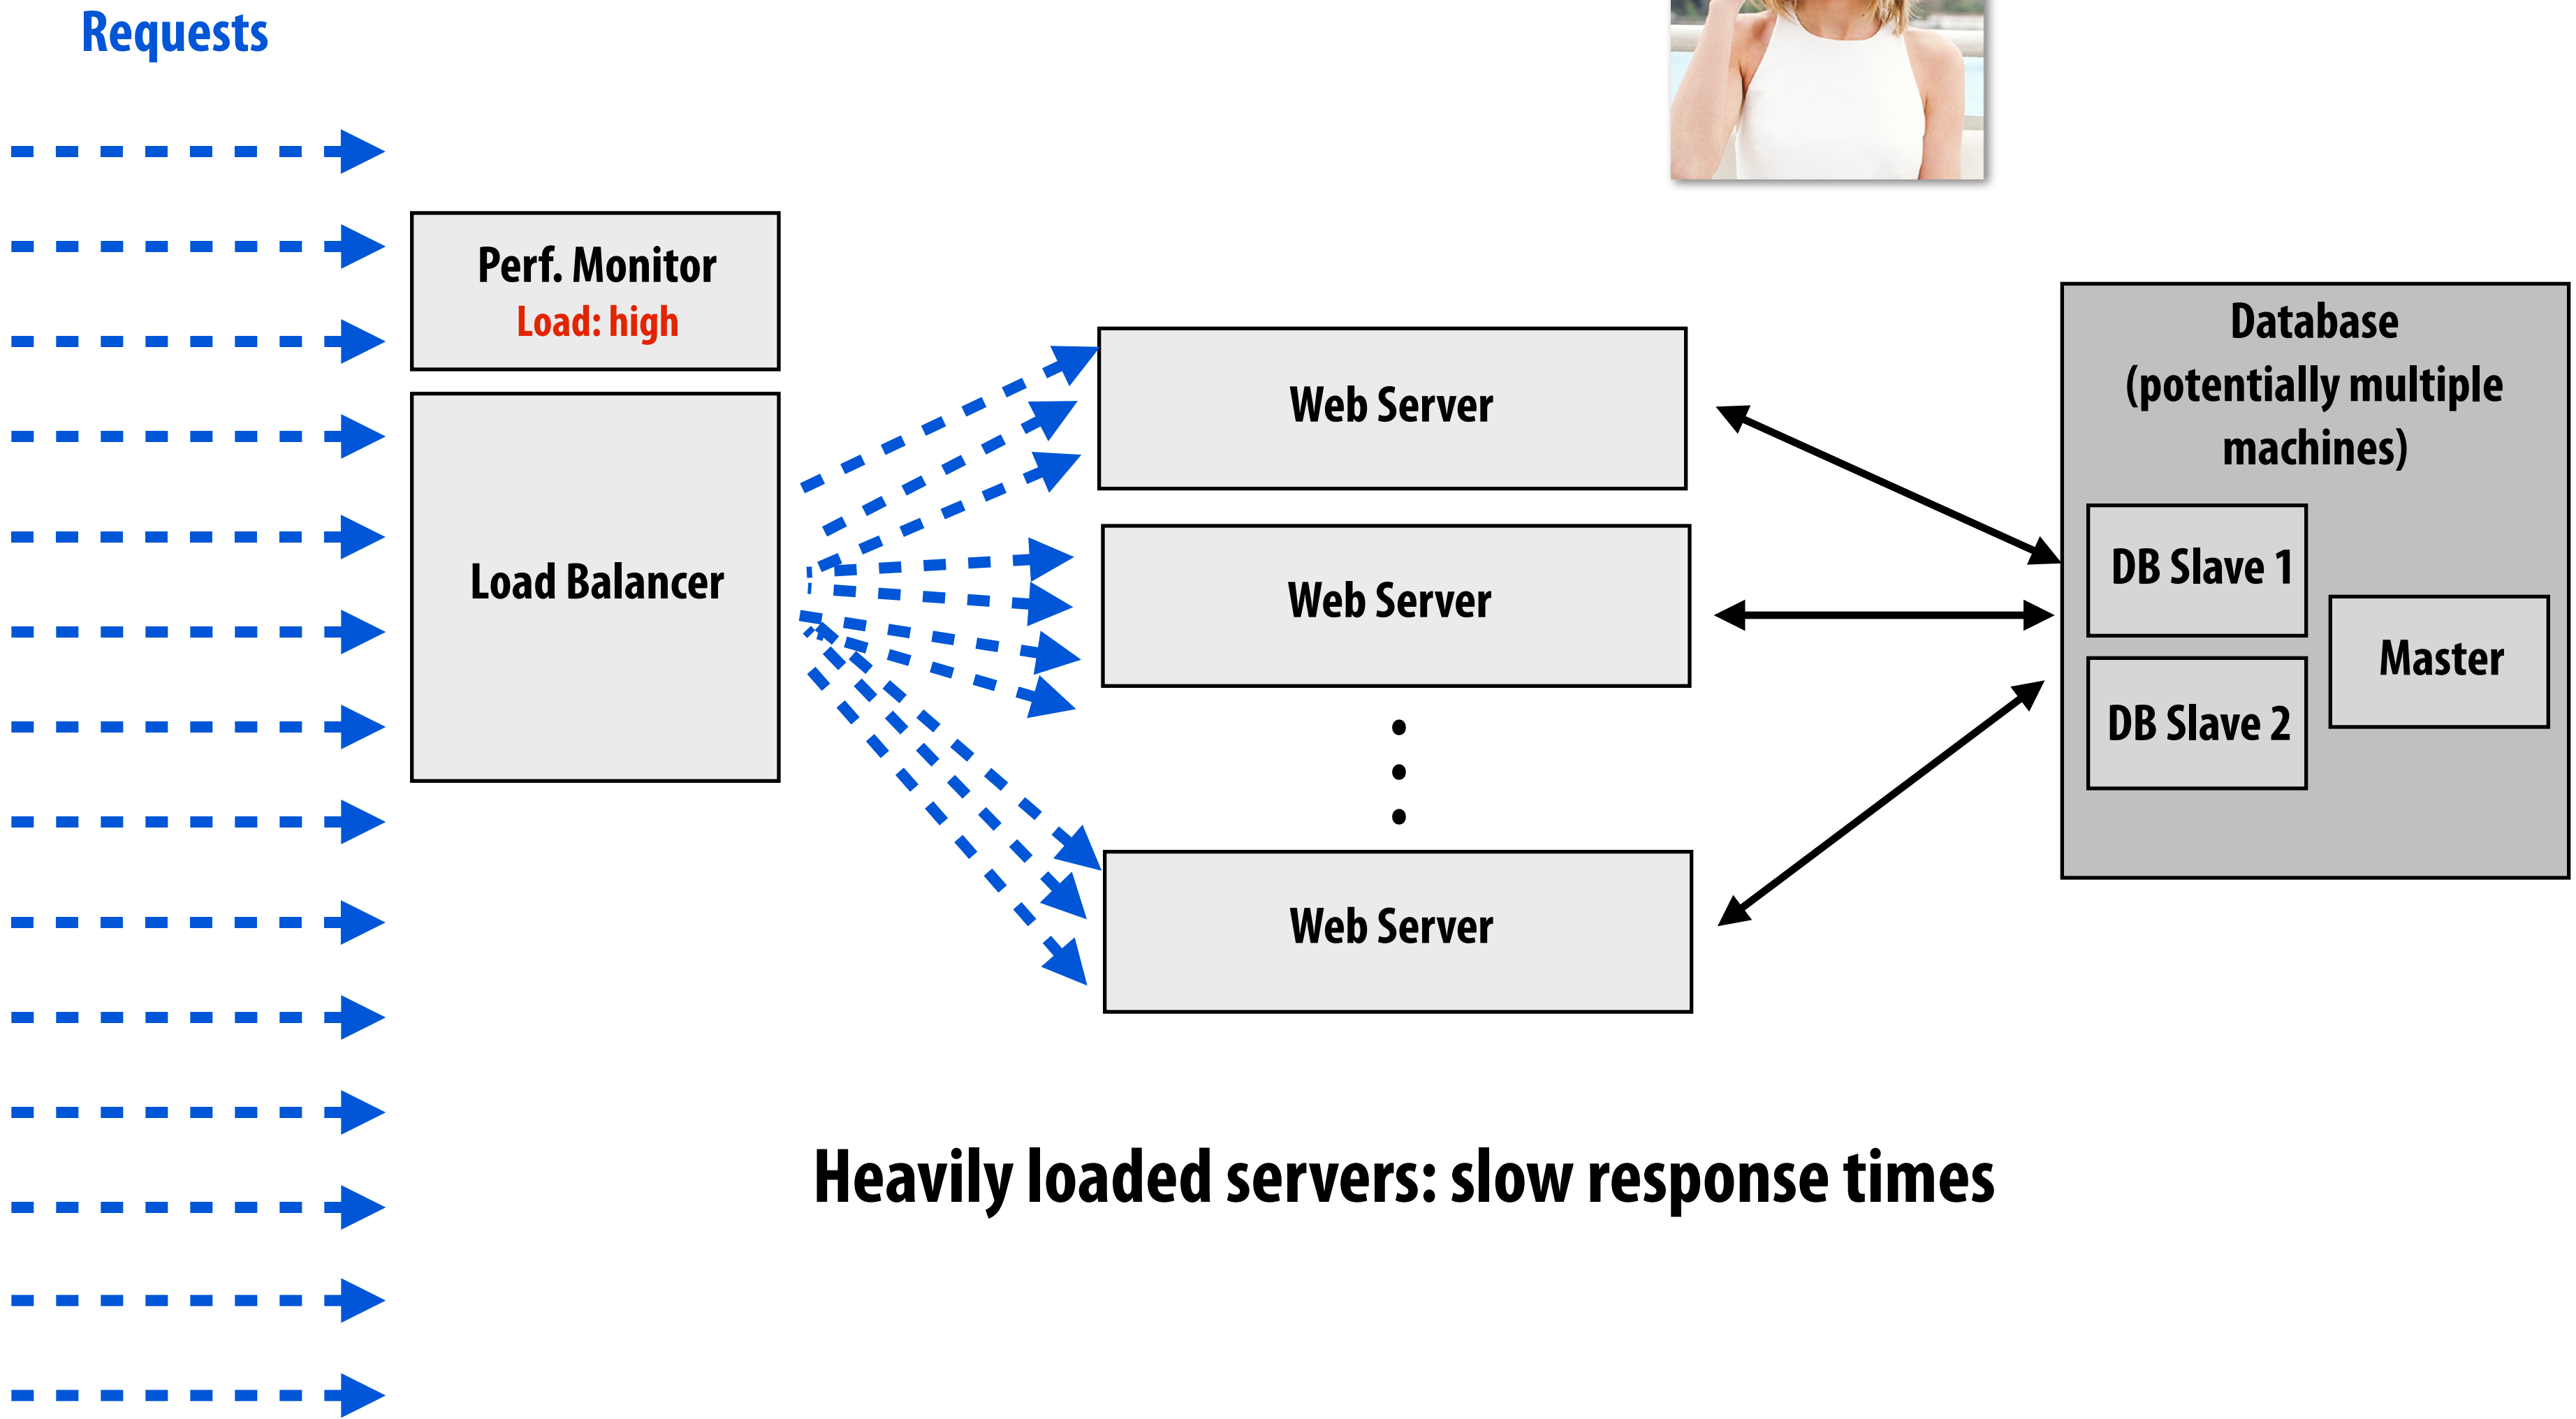 Requests
Perf. Monitor
Load: high
Load Balancer
Web Server
Web Server
Web Server
Database
(potentially multiple
machines)
DB Slave 1
DB Slave 2
Master
Heavily loaded servers: slow response times